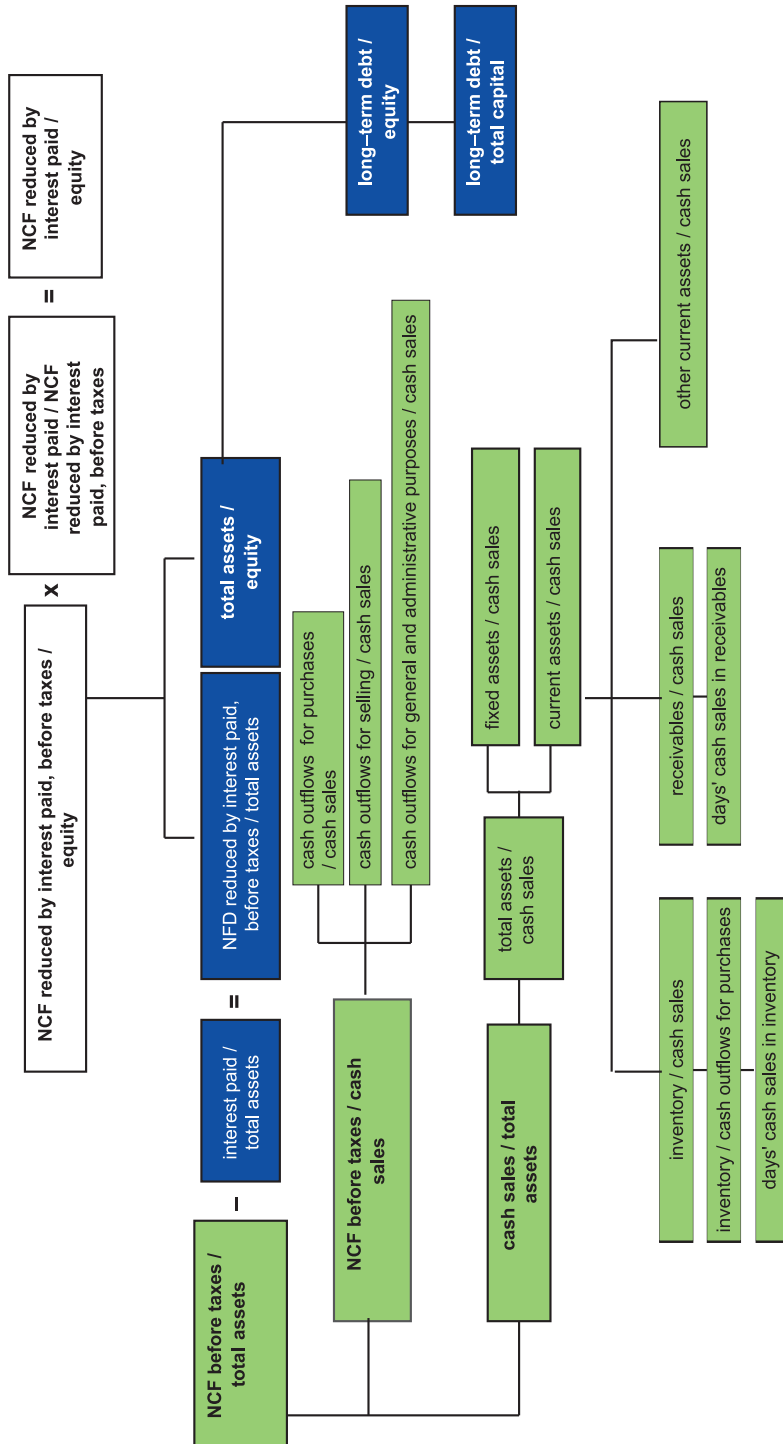 NCF reduced by interest paid, before taxes /
equity
x
NCF reduced by
interest paid / NCF
reduced by interest
paid, before taxes
=
NCF reduced by
interest paid /
equity
NCF before taxes /
total assets
–
interest paid /
total assets
=
NFD reduced by interest paid,
before taxes / total assets
total assets /
equity
NCF before taxes / cash
sales
cash outflows for purchases
/ cash sales
cash outflows for selling / cash sales
cash outflows for general and administrative purposes / cash sales
long–term debt /
equity
long–term debt /
total capital
cash sales / total
assets
total assets /
cash sales
fixed assets / cash sales
current assets / cash sales
inventory / cash sales
inventory / cash outflows for purchases
days' cash sales in inventory
receivables / cash sales
days' cash sales in receivables
other current assets / cash sales